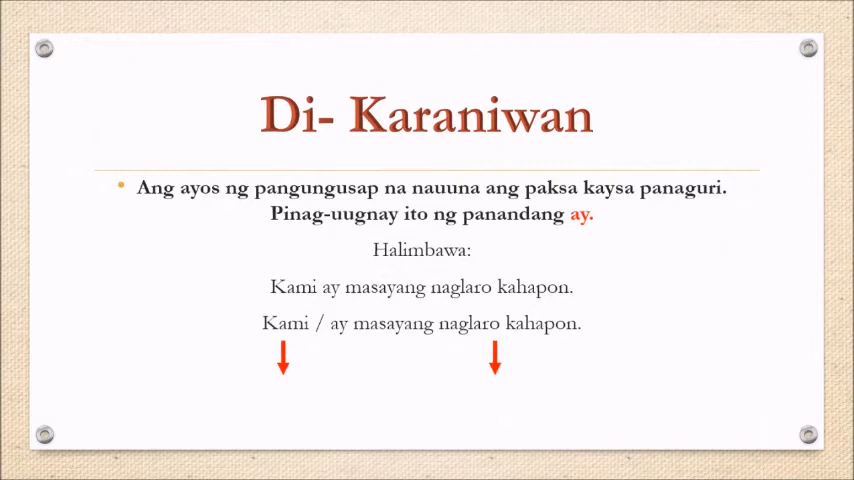 Di- Karaniwan
• Ang ayos ng pangungusap na nauuna ang paksa kaysa panaguri.
Pinag-uugnay ito ng panandang ay.
Halimbawa:
Kami ay masayang naglaro kahapon.
Kami / ay masayang naglaro kahapon.